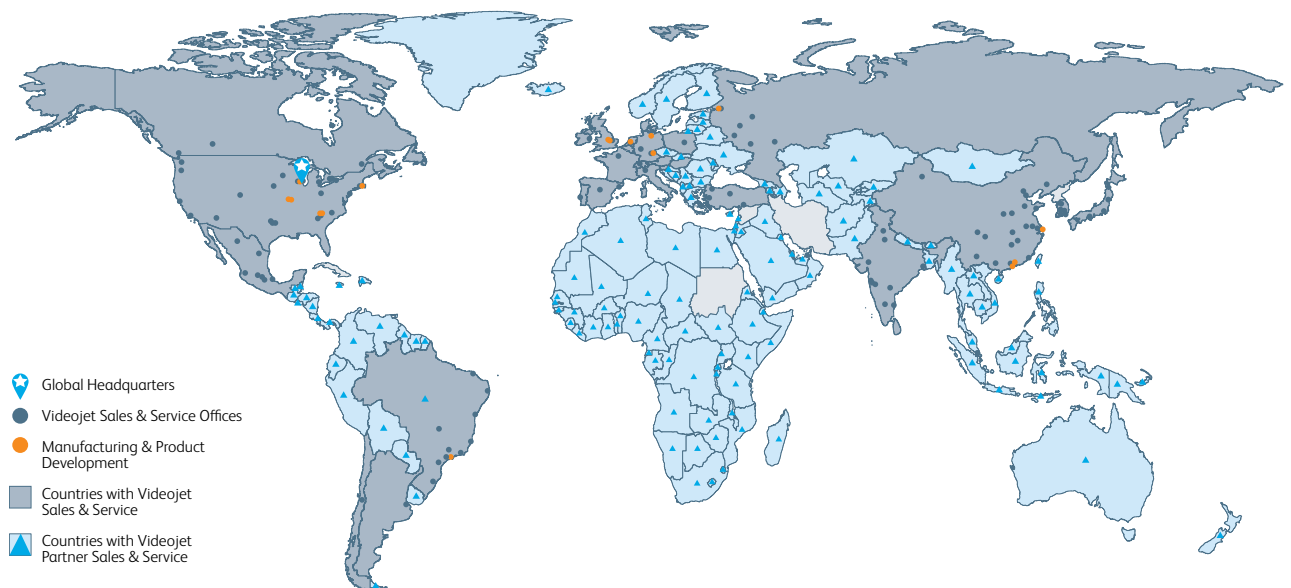 Global Headquarters
Videojet Sales & Service Offices
Manufacturing & Product
Development
Countries with Videojet
Sales & Service
Countries with Videojet
Partner Sales & Service